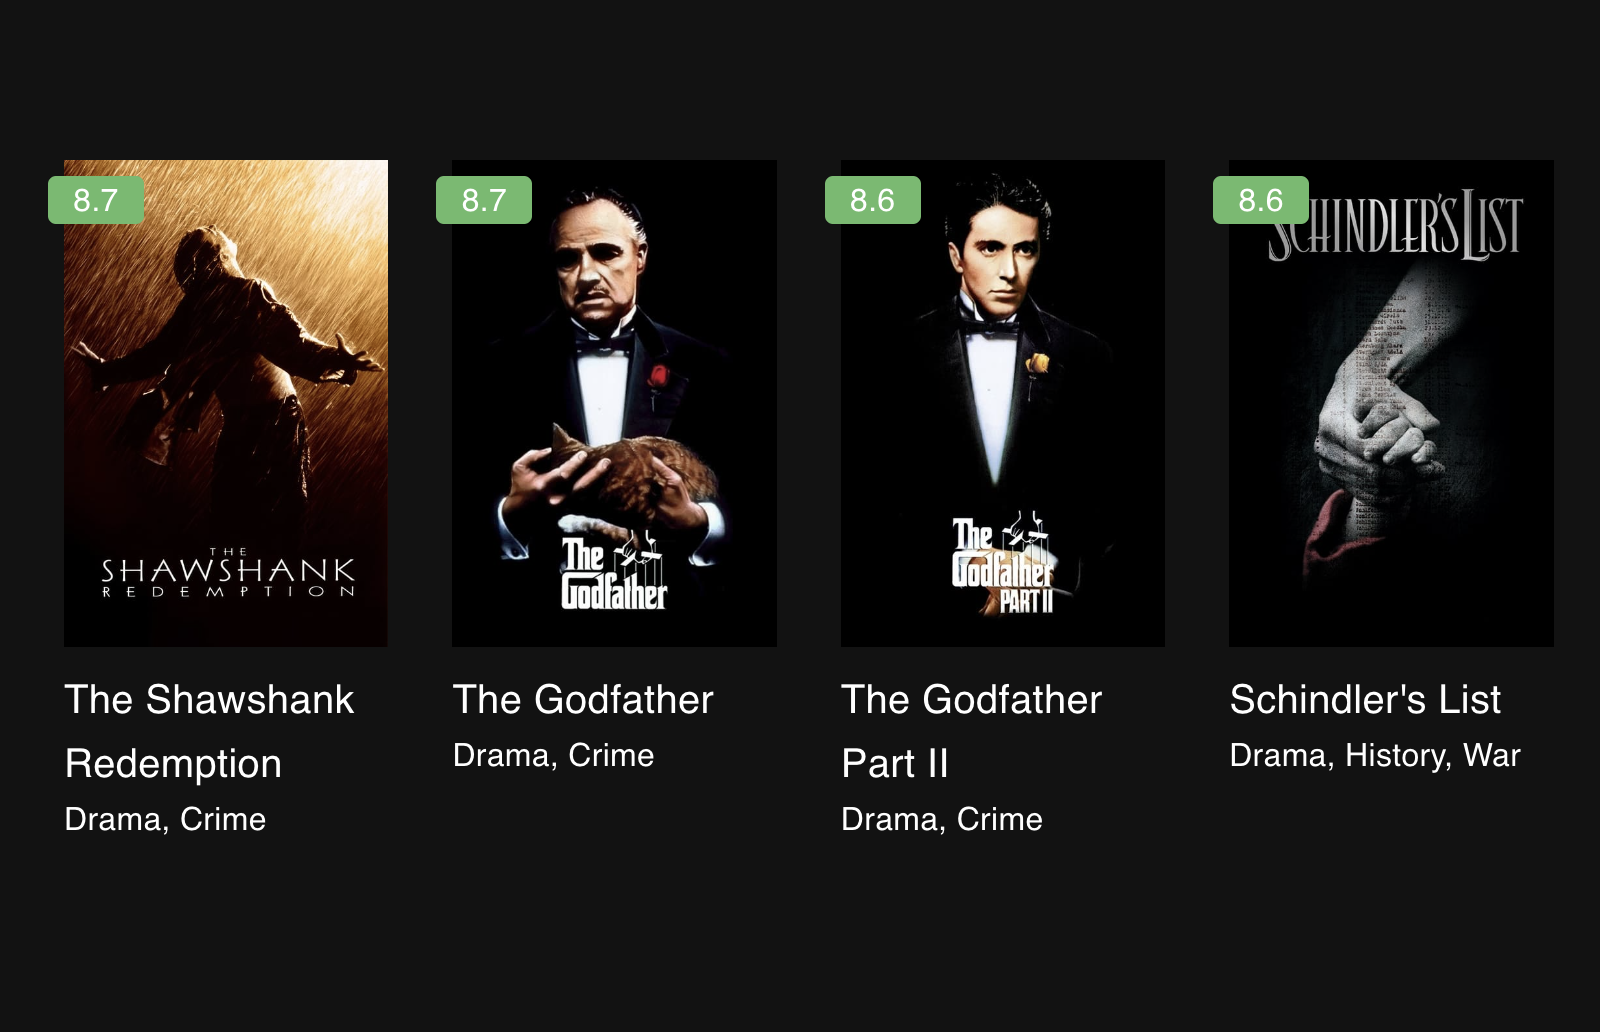 8.7
THE
SHAWSHANK
REDEMPTION
The Shawshank
Redemption
Drama, Crime
8.7
The
Godfather
The Godfather
Drama, Crime
8.6
The
Godfather
PART II
The Godfather
Part II
Drama, Crime
8.6
SCHINDLER'S LIST
Schindler's List
Drama, History, War